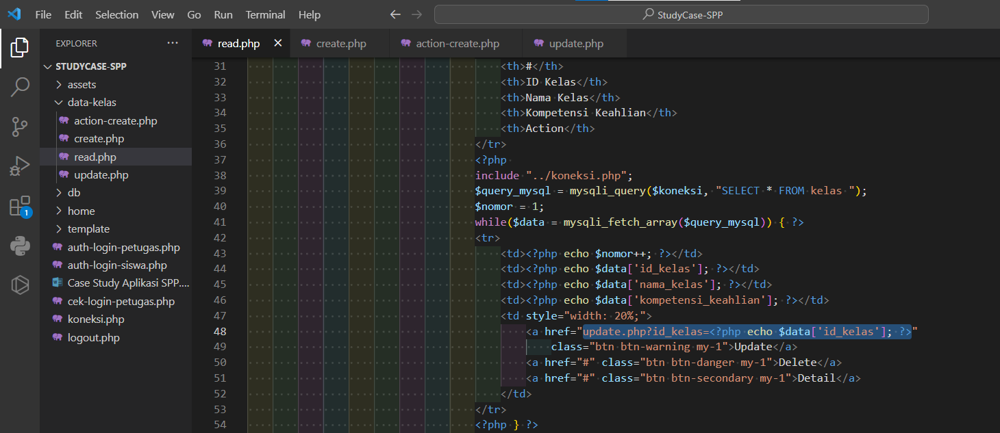 File Edit Selection View Go Run Terminal Help
StudyCase-SPP
EXPLORER
STUDYCASE-SPP
assets
data-kelas
action-create.php
create.php
read.php
update.php
db
home
template
auth-login-petugas.php
auth-login-siswa.php
Case Study Aplikasi SPP....
cek-login-petugas.php
koneksi.php
logout.php
1
read.php create.php action-create.php update.php
31 <th>#</th>
32 <th>ID Kelas</th>
33 <th>Nama Kelas</th>
34 <th>Kompetensi Keahlian</th>
35 <th>Action</th>
36 </tr>
37 <?php
38 include "../koneksi.php";
39 $query_mysql = mysqli_query($koneksi, "SELECT * FROM kelas ");
40 $nomor = 1;
41 while($data = mysqli_fetch_array($query_mysql)) { ?>
42 <tr>
43 <td><?php echo $nomor++; ?></td>
44 <td><?php echo $data['id_kelas']; ?></td>
45 <td><?php echo $data['nama_kelas']; ?></td>
46 <td><?php echo $data['kompetensi_keahlian']; ?></td>
47 <td style="width: 20%;">
48 <a href="update.php?id_kelas=<?php echo $data['id_kelas']; ?>"
49 class="btn btn-warning my-1">Update</a>
50 <a href="#" class="btn btn-danger my-1">Delete</a>
51 <a href="#" class="btn btn-secondary my-1">Detail</a>
52 </td>
53 </tr>
54 <?php } ?>